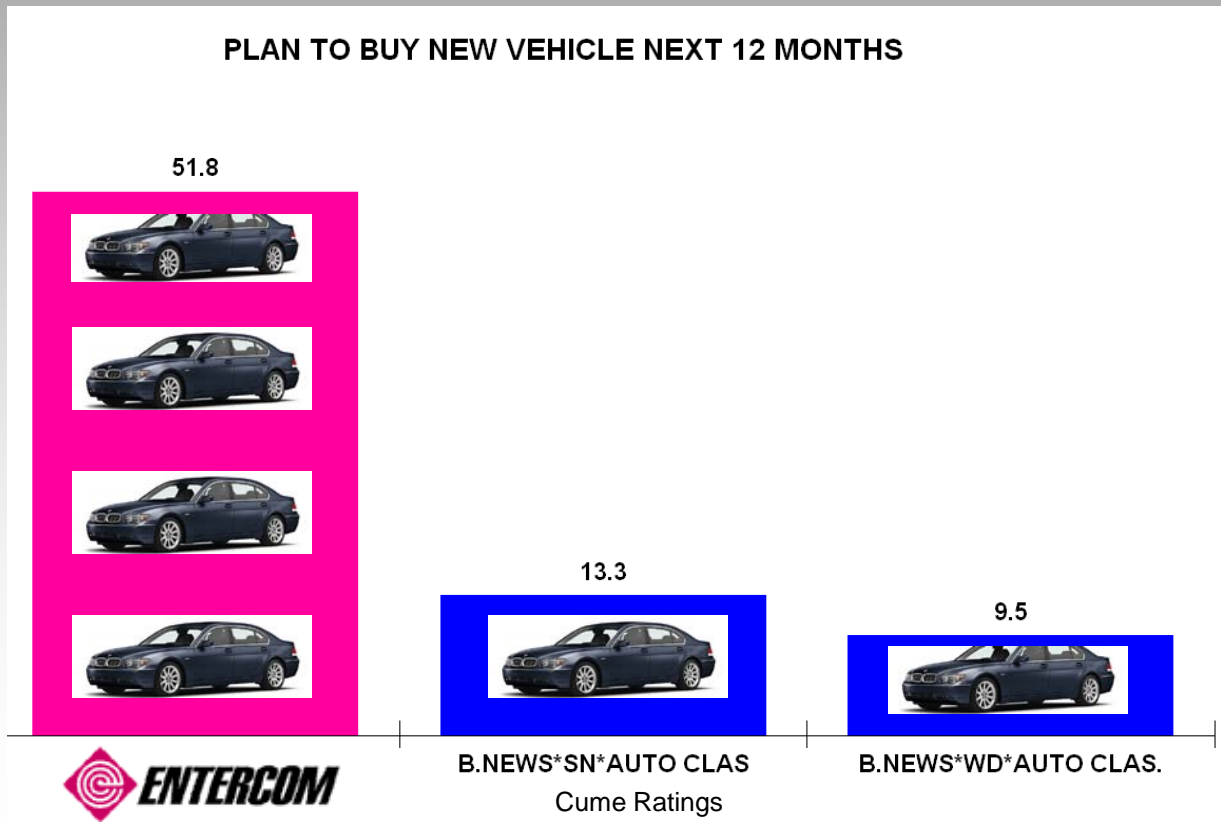 PLAN TO BUY NEW VEHICLE NEXT 12 MONTHS
51.8
13.3
9.5
ENTERCOM
B.NEWS*SN*AUTO CLAS
B.NEWS*WD*AUTO CLAS.
Cume Ratings